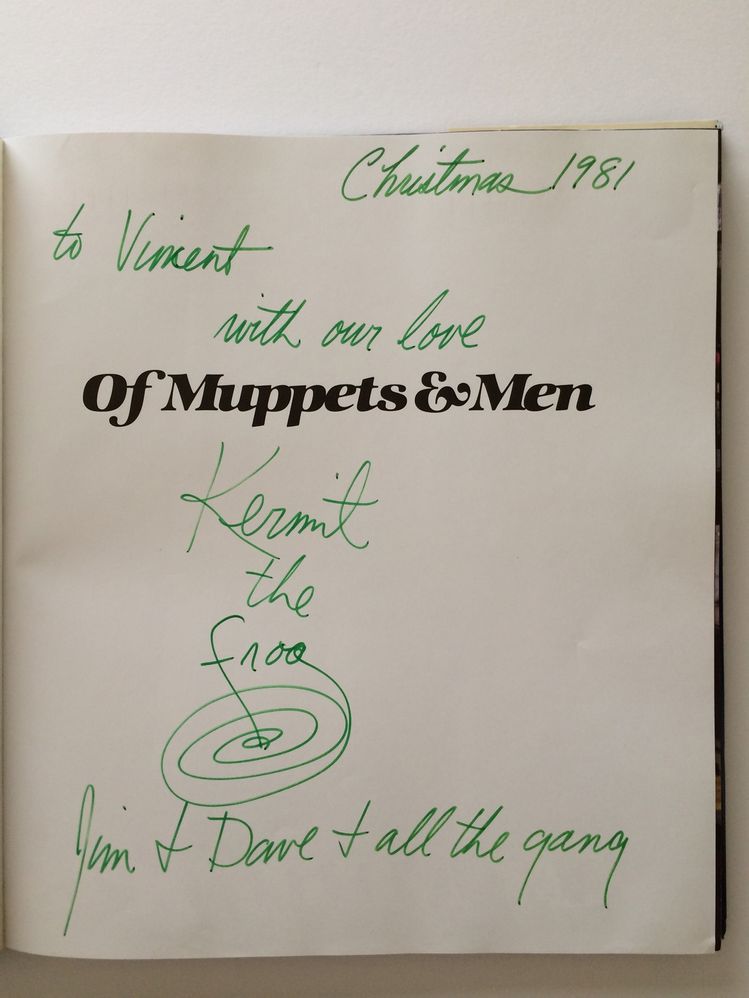 Christmas 1981
to Vincent
with our love
Of Muppets & Men
Kermit
the
frog
Jim + Dave + all the gang